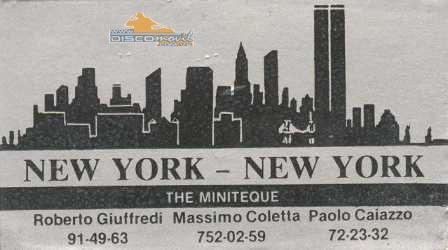 DISCOmovil
NEW YORK - NEW YORK
THE MINITEQUE
Roberto Giuffredi Massimo Coletta Paolo Caiazzo
91-49-63 752-02-59 72-23-32